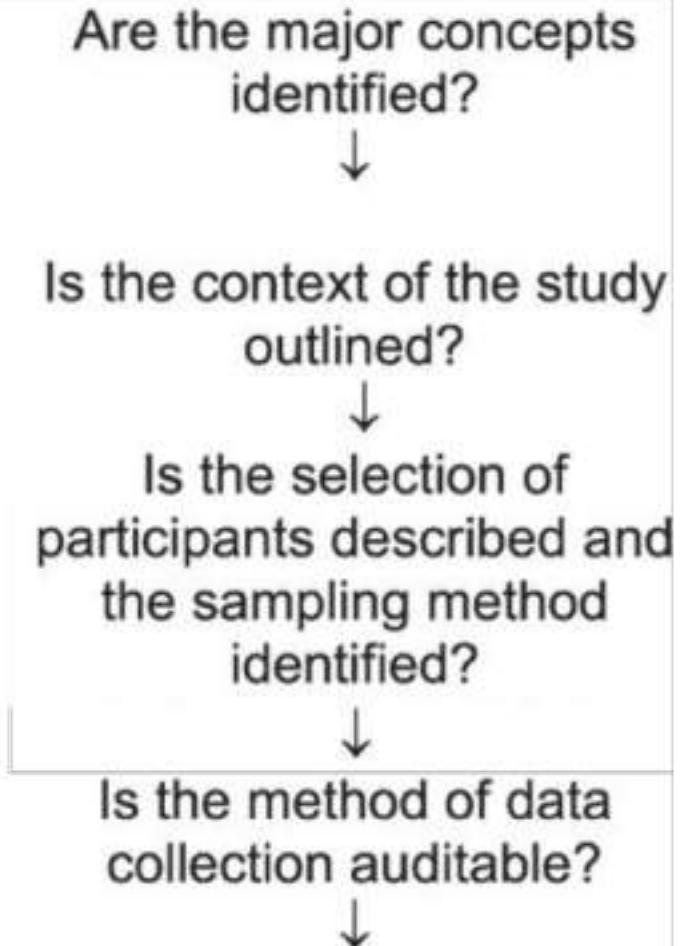 Are the major concepts
identified?
↓
Is the context of the study
outlined?
↓
Is the selection of
participants described and
the sampling method
identified?
↓
Is the method of data
collection auditable?
↓